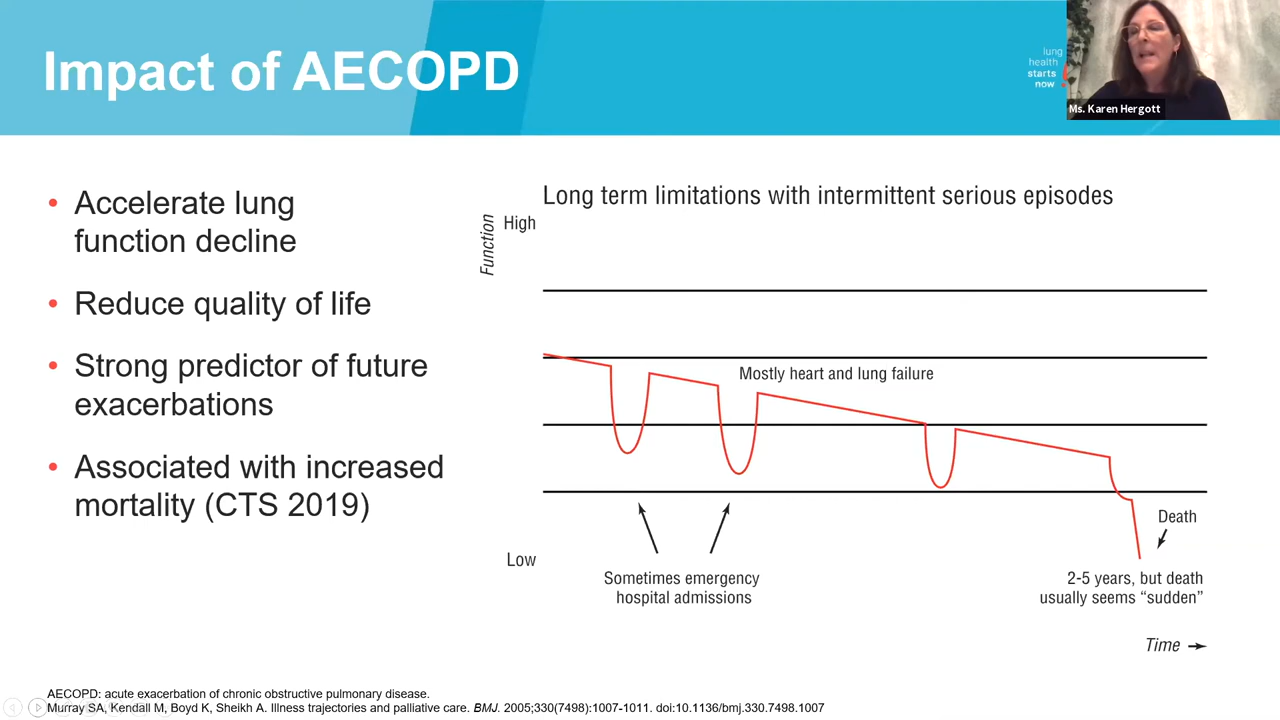 Impact of AECOPD
lung
health
starts
now
Ms. Karen Hergott
• Accelerate lung
function decline
• Reduce quality of life
• Strong predictor of future
exacerbations
• Associated with increased
mortality (CTS 2019)
Long term limitations with intermittent serious episodes
Function
High
Mostly heart and lung failure
Low
Sometimes emergency
hospital admissions
Death
2-5 years, but death
usually seems “sudden”
Time
AECOPD: acute exacerbation of chronic obstructive pulmonary disease.
Murray SA, Kendall M, Boyd K, Sheikh A. Illness trajectories and palliative care. BMJ. 2005;330(7498):1007-1011. doi:10.1136/bmj.330.7498.1007